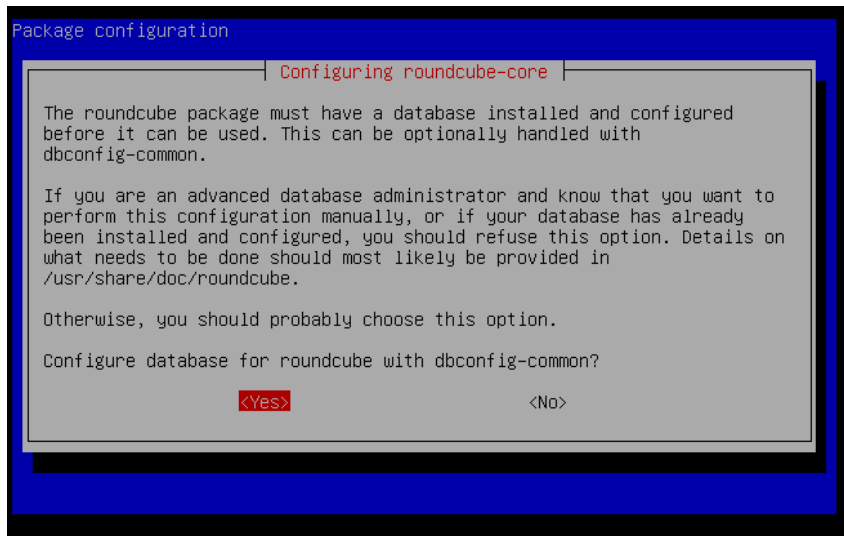 Package configuration
Configuring roundcube-core
The roundcube package must have a database installed and configured
before it can be used. This can be optionally handled with
dbconfig-common.
If you are an advanced database administrator and know that you want to
perform this configuration manually, or if your database has already
been installed and configured, you should refuse this option. Details on
what needs to be done should most likely be provided in
/usr/share/doc/roundcube.
Otherwise, you should probably choose this option.
Configure database for roundcube with dbconfig-common?
<Yes> <No>